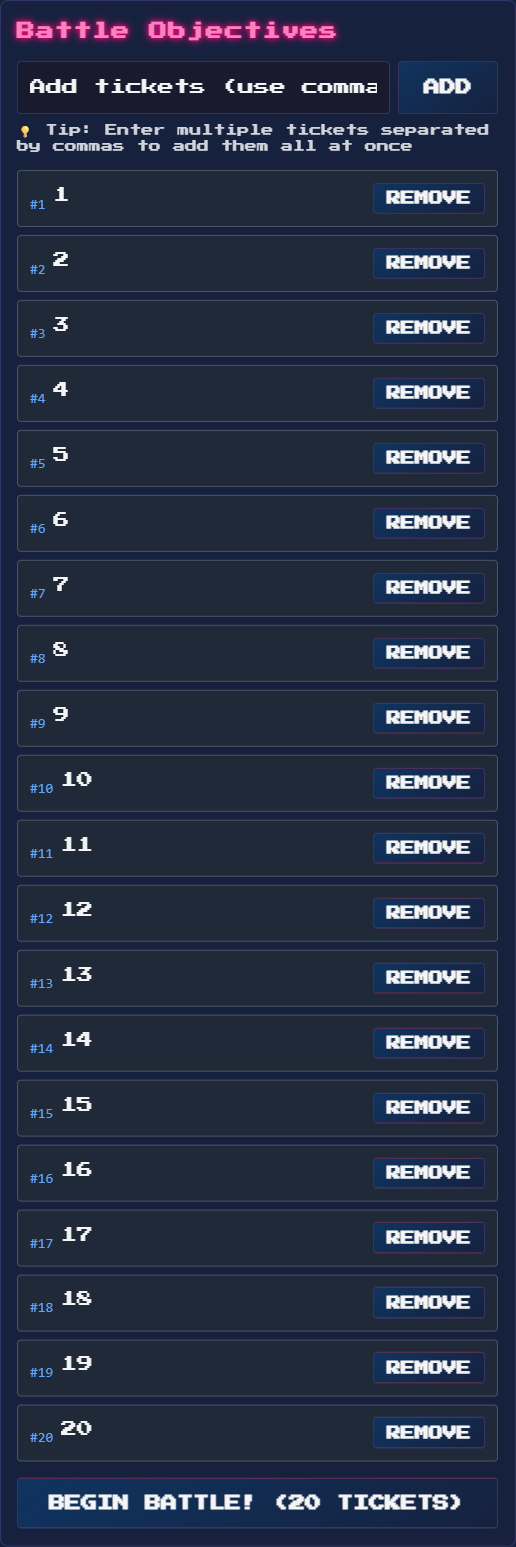 Battle Objectives
Add tickets (use comma
ADD
💡 Tip: Enter multiple tickets separated
by commas to add them all at once
#1 1 REMOVE
#2 2 REMOVE
#3 3 REMOVE
#4 4 REMOVE
#5 5 REMOVE
#6 6 REMOVE
#7 7 REMOVE
#8 8 REMOVE
#9 9 REMOVE
#10 10 REMOVE
#11 11 REMOVE
#12 12 REMOVE
#13 13 REMOVE
#14 14 REMOVE
#15 15 REMOVE
#16 16 REMOVE
#17 17 REMOVE
#18 18 REMOVE
#19 19 REMOVE
#20 20 REMOVE
BEGIN BATTLE! (20 TICKETS)